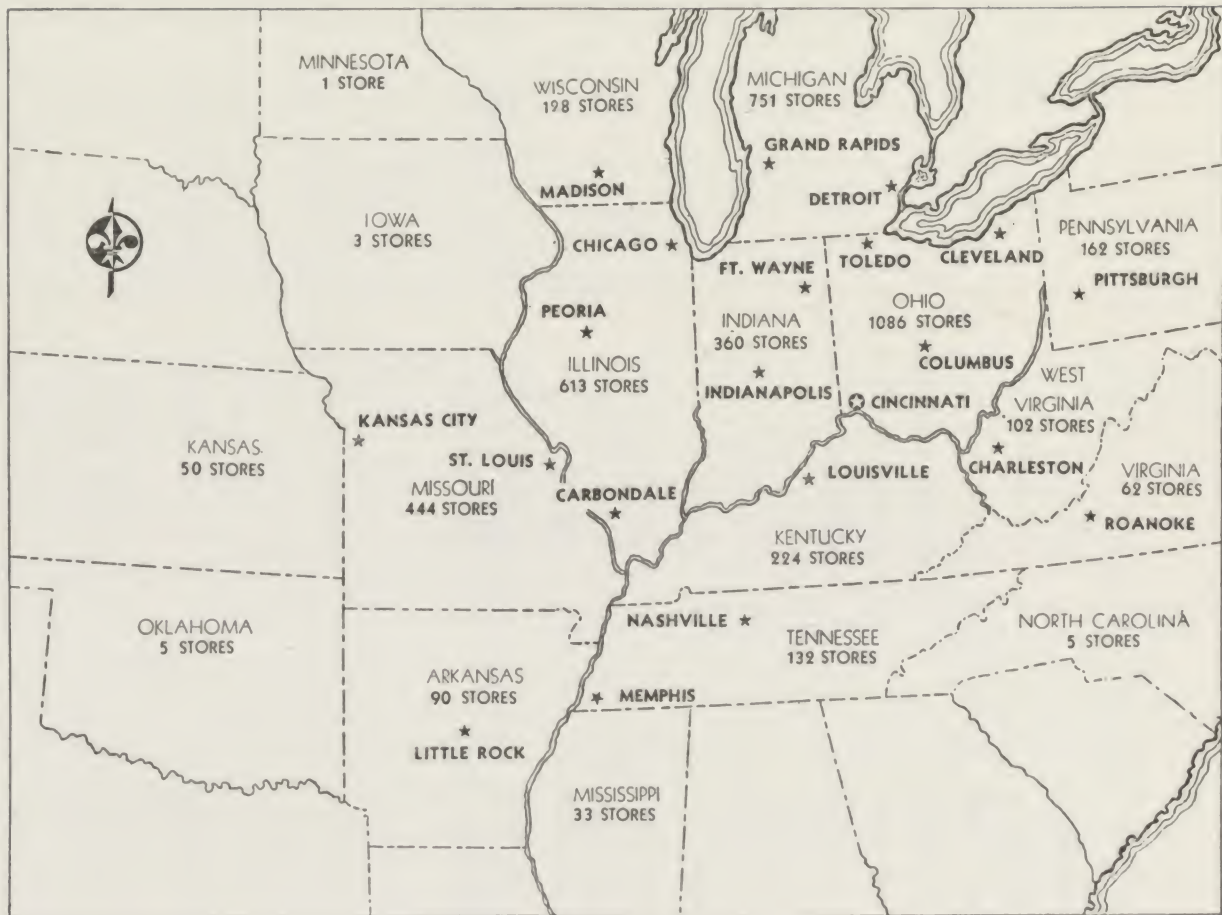 MINNESOTA
1 STORE
WISCONSIN
128 STORES
MICHIGAN
751 STORES
GRAND RAPIDS
MADISON
DETROIT
IOWA
3 STORES
CHICAGO
FT. WAYNE
TOLEDO
CLEVELAND
PENNSYLVANIA
162 STORES
PITTSBURGH
PEORIA
ILLINOIS
613 STORES
INDIANA
360 STORES
INDIANAPOLIS
OHIO
1086 STORES
COLUMBUS
CINCINNATI
WEST
VIRGINIA
102 STORES
CHARLESTON
KANSAS CITY
KANSAS
50 STORES
ST. LOUIS
MISSOURI
444 STORES
CARBONDALE
LOUISVILLE
VIRGINIA
62 STORES
ROANOKE
KENTUCKY
224 STORES
OKLAHOMA
5 STORES
NASHVILLE
TENNESSEE
132 STORES
NORTH CAROLINA
5 STORES
ARKANSAS
90 STORES
MEMPHIS
LITTLE ROCK
MISSISSIPPI
33 STORES